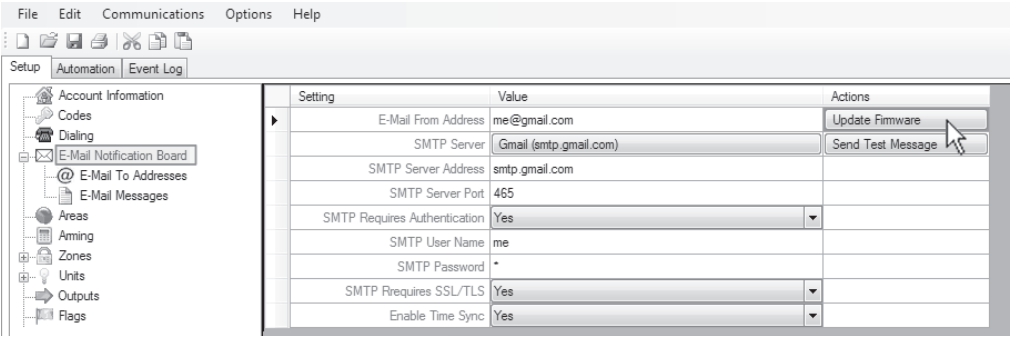 File Edit Communications Options Help
Setup Automation Event Log
Account Information
Codes
Dialing
E-Mail Notification Board
@ E-Mail To Addresses
E-Mail Messages
Areas
Arming
Zones
Units
Outputs
Flags
Setting Value Actions
E-Mail From Address me@gmail.com Update Firmware
SMTP Server Gmail (smtp.gmail.com) Send Test Message
SMTP Server Address smtp.gmail.com
SMTP Server Port 465
SMTP Requires Authentication Yes
SMTP User Name me
SMTP Password *
SMTP Rrequires SSL/TLS Yes
Enable Time Sync Yes